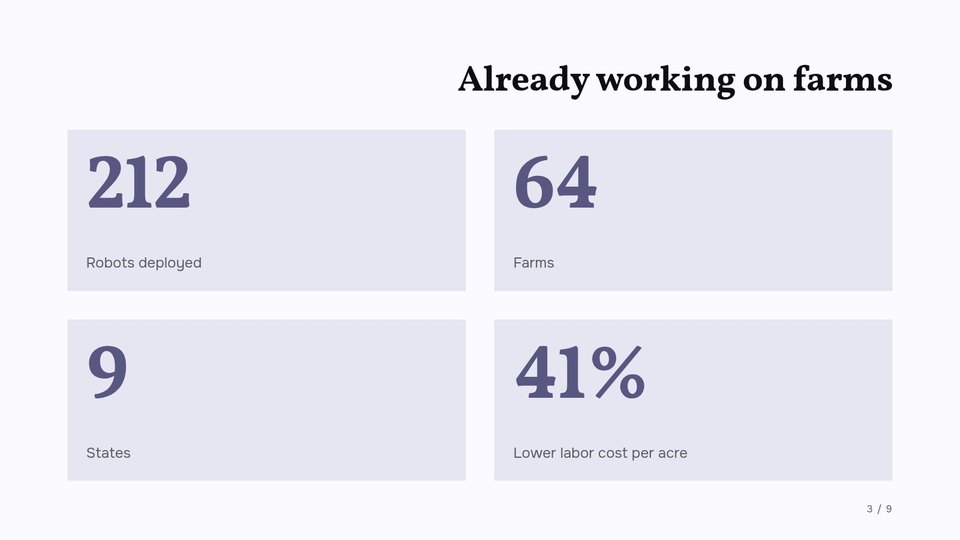 Already working on farms
212
Robots deployed
64
Farms
9
States
41%
Lower labor cost per acre
3 / 9